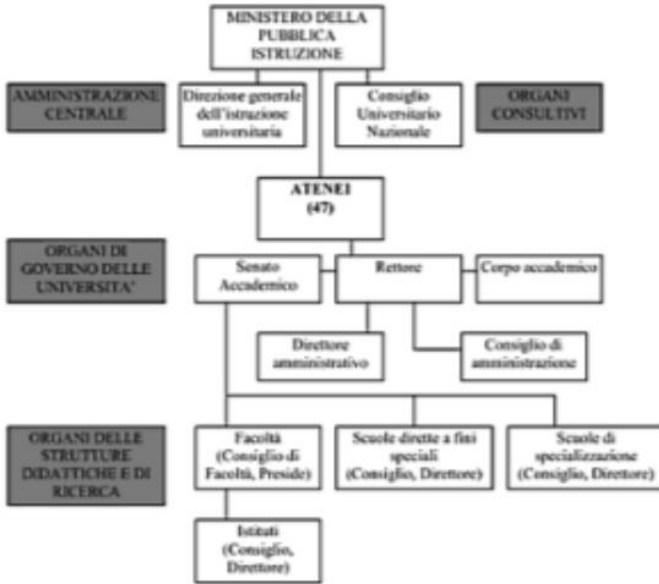 MINISTERO DELLA
PUBBLICA
ISTRUZIONE
AMMINISTRAZIONE
CENTRALE
Direzione generale
dell'istruzione
universitaria
Consiglio
Universitario
Nazionale
ORGANI
CONSULTIVI
ATENEI
(47)
ORGANI DI
GOVERNO DELLE
UNIVERSITA'
Senato
Accademico
Rettore
Corpo accademico
Direttore
amministrativo
Consiglio di
amministrazione
ORGANI DELLE
STRUTTURE
DIDATTICHE E DI
RICERCA
Facoltà
(Consiglio di
Facoltà, Preside)
Scuole dirette a fini
speciali
(Consiglio, Direttore)
Scuole di
specializzazione
(Consiglio, Direttore)
Istituti
(Consiglio,
Direttore)